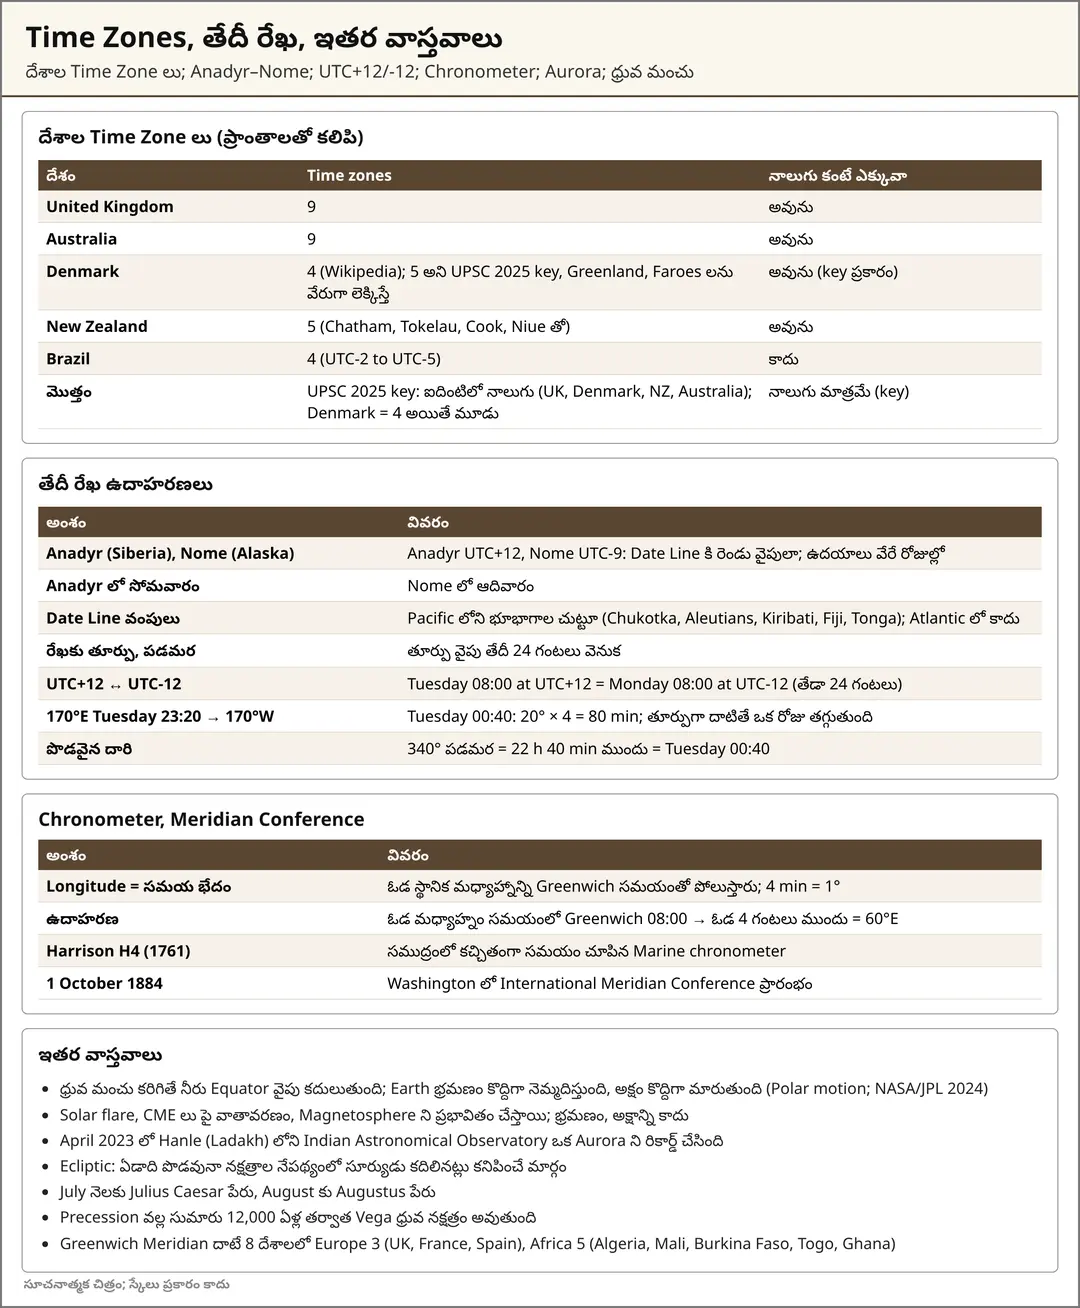 Time Zones, తేదీ రేఖ, ఇతర వాస్తవాలు
దేశాల Time Zone లు; Anadyr–Nome; UTC+12/-12; Chronometer; Aurora; ధ్రువ మంచు
దేశాల Time Zone లు (ప్రాంతాలతో కలిపి)
దేశం Time zones నాలుగు కంటే ఎక్కువా
United Kingdom 9 అవును
Australia 9 అవును
Denmark 4 (Wikipedia); 5 అని UPSC 2025 key, Greenland, Faroes లను అవును (key ప్రకారం)
వేరుగా లెక్కిస్తే
New Zealand 5 (Chatham, Tokelau, Cook, Niue తో) అవును
Brazil 4 (UTC-2 to UTC-5) కాదు
మొత్తం UPSC 2025 key: ఐదింటిలో నాలుగు (UK, Denmark, NZ, Australia); నాలుగు మాత్రమే (key)
Denmark = 4 అయితే మూడు
తేదీ రేఖ ఉదాహరణలు
అంశం వివరం
Anadyr (Siberia), Nome (Alaska) Anadyr UTC+12, Nome UTC-9: Date Line కి రెండు వైపులా; ఉదయాలు వేరే రోజుల్లో
Anadyr లో సోమవారం Nome లో ఆదివారం
Date Line వంపులు Pacific లోని భూభాగాల చుట్టూ (Chukotka, Aleutians, Kiribati, Fiji, Tonga); Atlantic లో కాదు
రేఖకు తూర్పు, పడమర తూర్పు వైపు తేదీ 24 గంటలు వెనుక
UTC+12 ↔ UTC-12 Tuesday 08:00 at UTC+12 = Monday 08:00 at UTC-12 (తేడా 24 గంటలు)
170°E Tuesday 23:20 → 170°W Tuesday 00:40: 20° × 4 = 80 min; తూర్పుగా దాటితే ఒక రోజు తగ్గుతుంది
పొడవైన దారి 340° పడమర = 22 h 40 min ముందు = Tuesday 00:40
Chronometer, Meridian Conference
అంశం వివరం
Longitude = సమయ భేదం ఓడ స్థానిక మధ్యాహ్నాన్ని Greenwich సమయంతో పోలుస్తారు; 4 min = 1°
ఉదాహరణ ఓడ మధ్యాహ్నం సమయంలో Greenwich 08:00 → ఓడ 4 గంటలు ముందు = 60°E
Harrison H4 (1761) సముద్రంలో కచ్చితంగా సమయం చూపిన Marine chronometer
1 October 1884 Washington లో International Meridian Conference ప్రారంభం
ఇతర వాస్తవాలు
• ధ్రువ మంచు కరిగితే నీరు Equator వైపు కదులుతుంది; Earth భ్రమణం కొద్దిగా నెమ్మదిస్తుంది, అక్షం కొద్దిగా మారుతుంది (Polar motion; NASA/JPL 2024)
• Solar flare, CME లు పై వాతావరణం, Magnetosphere ని ప్రభావితం చేస్తాయి; భ్రమణం, అక్షాన్ని కాదు
• April 2023 లో Hanle (Ladakh) లోని Indian Astronomical Observatory ఒక Aurora ని రికార్డ్ చేసింది
• Ecliptic: ఏడాది పొడవునా నక్షత్రాల నేపథ్యంలో సూర్యుడు కదిలినట్లు కనిపించే మార్గం
• July నెలకు Julius Caesar పేరు, August కు Augustus పేరు
• Precession వల్ల సుమారు 12,000 ఏళ్ల తర్వాత Vega ధ్రువ నక్షత్రం అవుతుంది
• Greenwich Meridian దాటే 8 దేశాలలో Europe 3 (UK, France, Spain), Africa 5 (Algeria, Mali, Burkina Faso, Togo, Ghana)
సూచనాత్మక చిత్రం; స్కేలు ప్రకారం కాదు